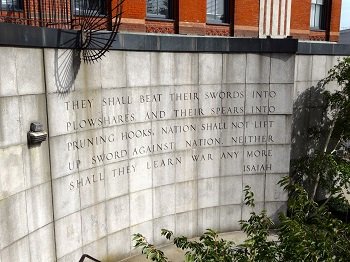 THEY SHALL BEAT THEIR SWORDS INTO
PLOWSHARES AND THEIR SPEARS INTO
PRUNING HOOKS, NATION SHALL NOT LIFT
UP SWORD AGAINST NATION, NEITHER
SHALL THEY LEARN WAR ANY MORE
ISAIAH